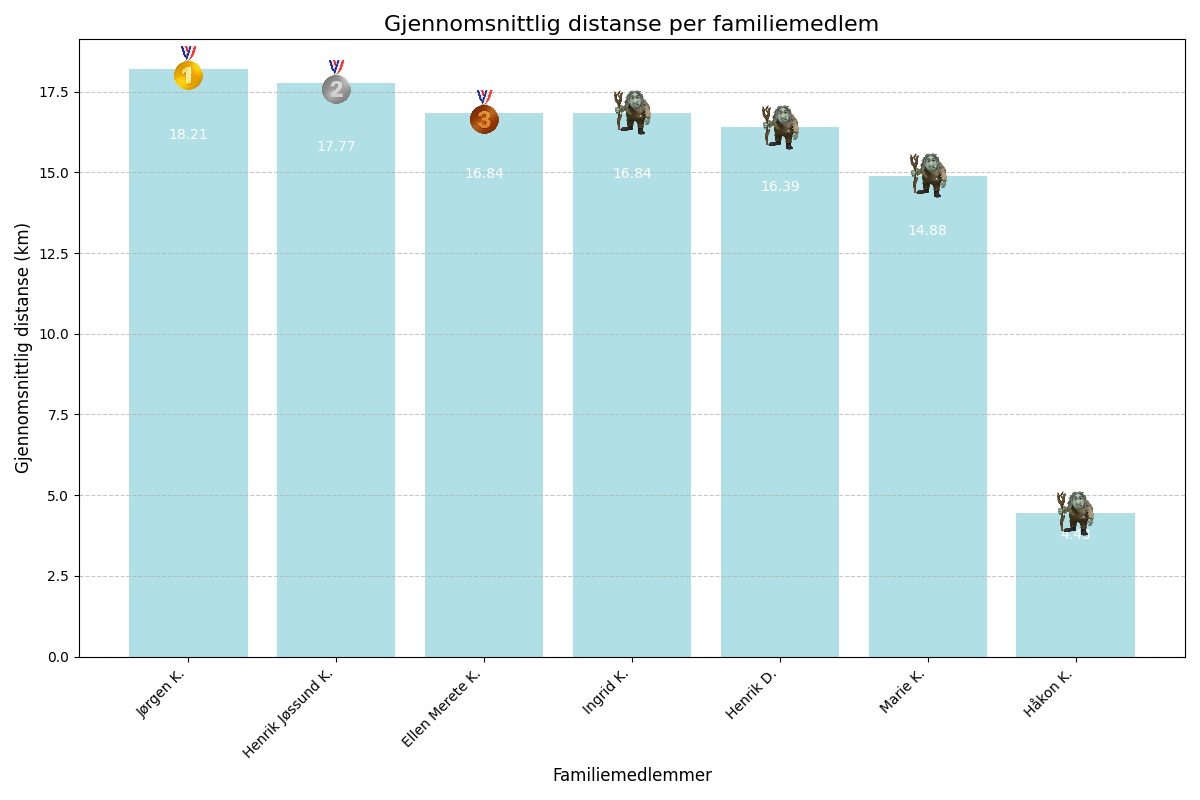 Gjennomsnittlig distanse per familiemedlem
Gjennomsnittlig distanse (km)
17.5
15.0
12.5
10.0
7.5
5.0
2.5
0.0
1
2
3
18.21
17.77
16.84
16.84
16.39
14.88
Jørgen K.
Henrik Jøssund K.
Ellen Merete K.
Ingrid K.
Henrik D.
Marie K.
Håkon K.
Familiemedlemmer